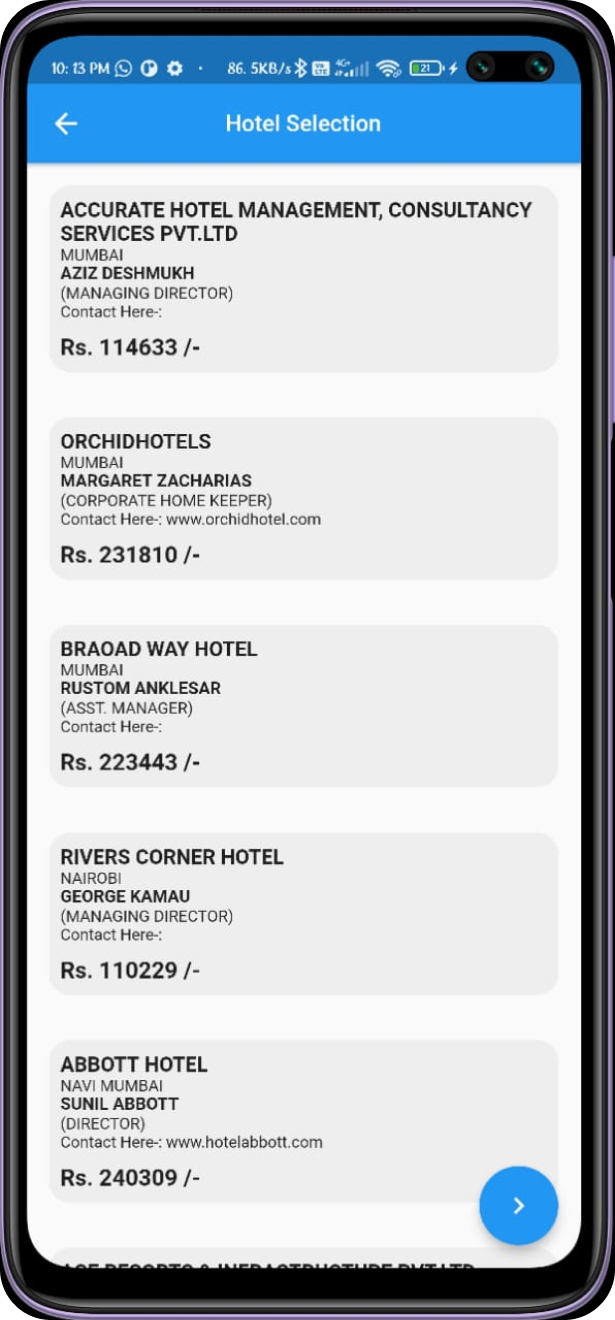 10: 13 PM 86. 5KB/s 4G+ 21
Hotel Selection
ACCURATE HOTEL MANAGEMENT, CONSULTANCY
SERVICES PVT.LTD
MUMBAI
AZIZ DESHMUKH
(MANAGING DIRECTOR)
Contact Here-:
Rs. 114633 /-
ORCHIDHOTELS
MUMBAI
MARGARET ZACHARIAS
(CORPORATE HOME KEEPER)
Contact Here-: www.orchidhotel.com
Rs. 231810 /-
BRAOAD WAY HOTEL
MUMBAI
RUSTOM ANKLESAR
(ASST. MANAGER)
Contact Here-:
Rs. 223443 /-
RIVERS CORNER HOTEL
NAIROBI
GEORGE KAMAU
(MANAGING DIRECTOR)
Contact Here-:
Rs. 110229 /-
ABBOTT HOTEL
NAVI MUMBAI
SUNIL ABBOTT
(DIRECTOR)
Contact Here-: www.hotelabbott.com
Rs. 240309 /-